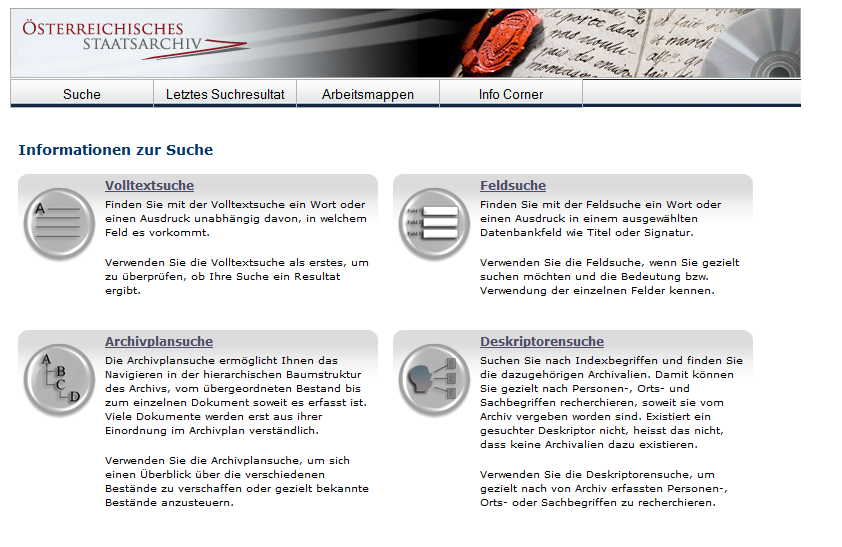 ÖSTERREICHISCHES
STAATSARCHIV
Suche
Letztes Suchresultat
Arbeitsmappen
Info Corner
Informationen zur Suche
Volltextsuche
Finden Sie mit der Volltextsuche ein Wort oder
einen Ausdruck unabhängig davon, in welchem
Feld es vorkommt.
Verwenden Sie die Volltextsuche als erstes, um
zu überprüfen, ob Ihre Suche ein Resultat
ergibt.
A
Feldsuche
Finden Sie mit der Feldsuche ein Wort oder
einen Ausdruck in einem ausgewählten
Datenbankfeld wie Titel oder Signatur.
Verwenden Sie die Feldsuche, wenn Sie gezielt
suchen möchten und die Bedeutung bzw.
Verwendung der einzelnen Felder kennen.
Archivplansuche
Die Archivplansuche ermöglicht Ihnen das
Navigieren in der hierarchischen Baumstruktur
des Archivs, vom übergeordneten Bestand bis
zum einzelnen Dokument soweit es erfasst ist.
Viele Dokumente werden erst aus ihrer
Einordnung im Archivplan verständlich.
Verwenden Sie die Archivplansuche, um sich
einen Überblick über die verschiedenen
Bestände zu verschaffen oder gezielt bekannte
Bestände anzusteuern.
A
B
C
D
Deskriptorensuche
Suchen Sie nach Indexbegriffen und finden Sie
die dazugehörigen Archivalien. Damit können
Sie gezielt nach Personen-, Orts- und
Sachbegriffen recherchieren, soweit sie vom
Archiv vergeben worden sind. Existiert ein
gesuchter Deskriptor nicht, heisst das nicht,
dass keine Archivalien dazu existieren.
Verwenden Sie die Deskriptorensuche, um
gezielt nach von Archiv erfassten Personen-,
Orts- oder Sachbegriffen zu recherchieren.